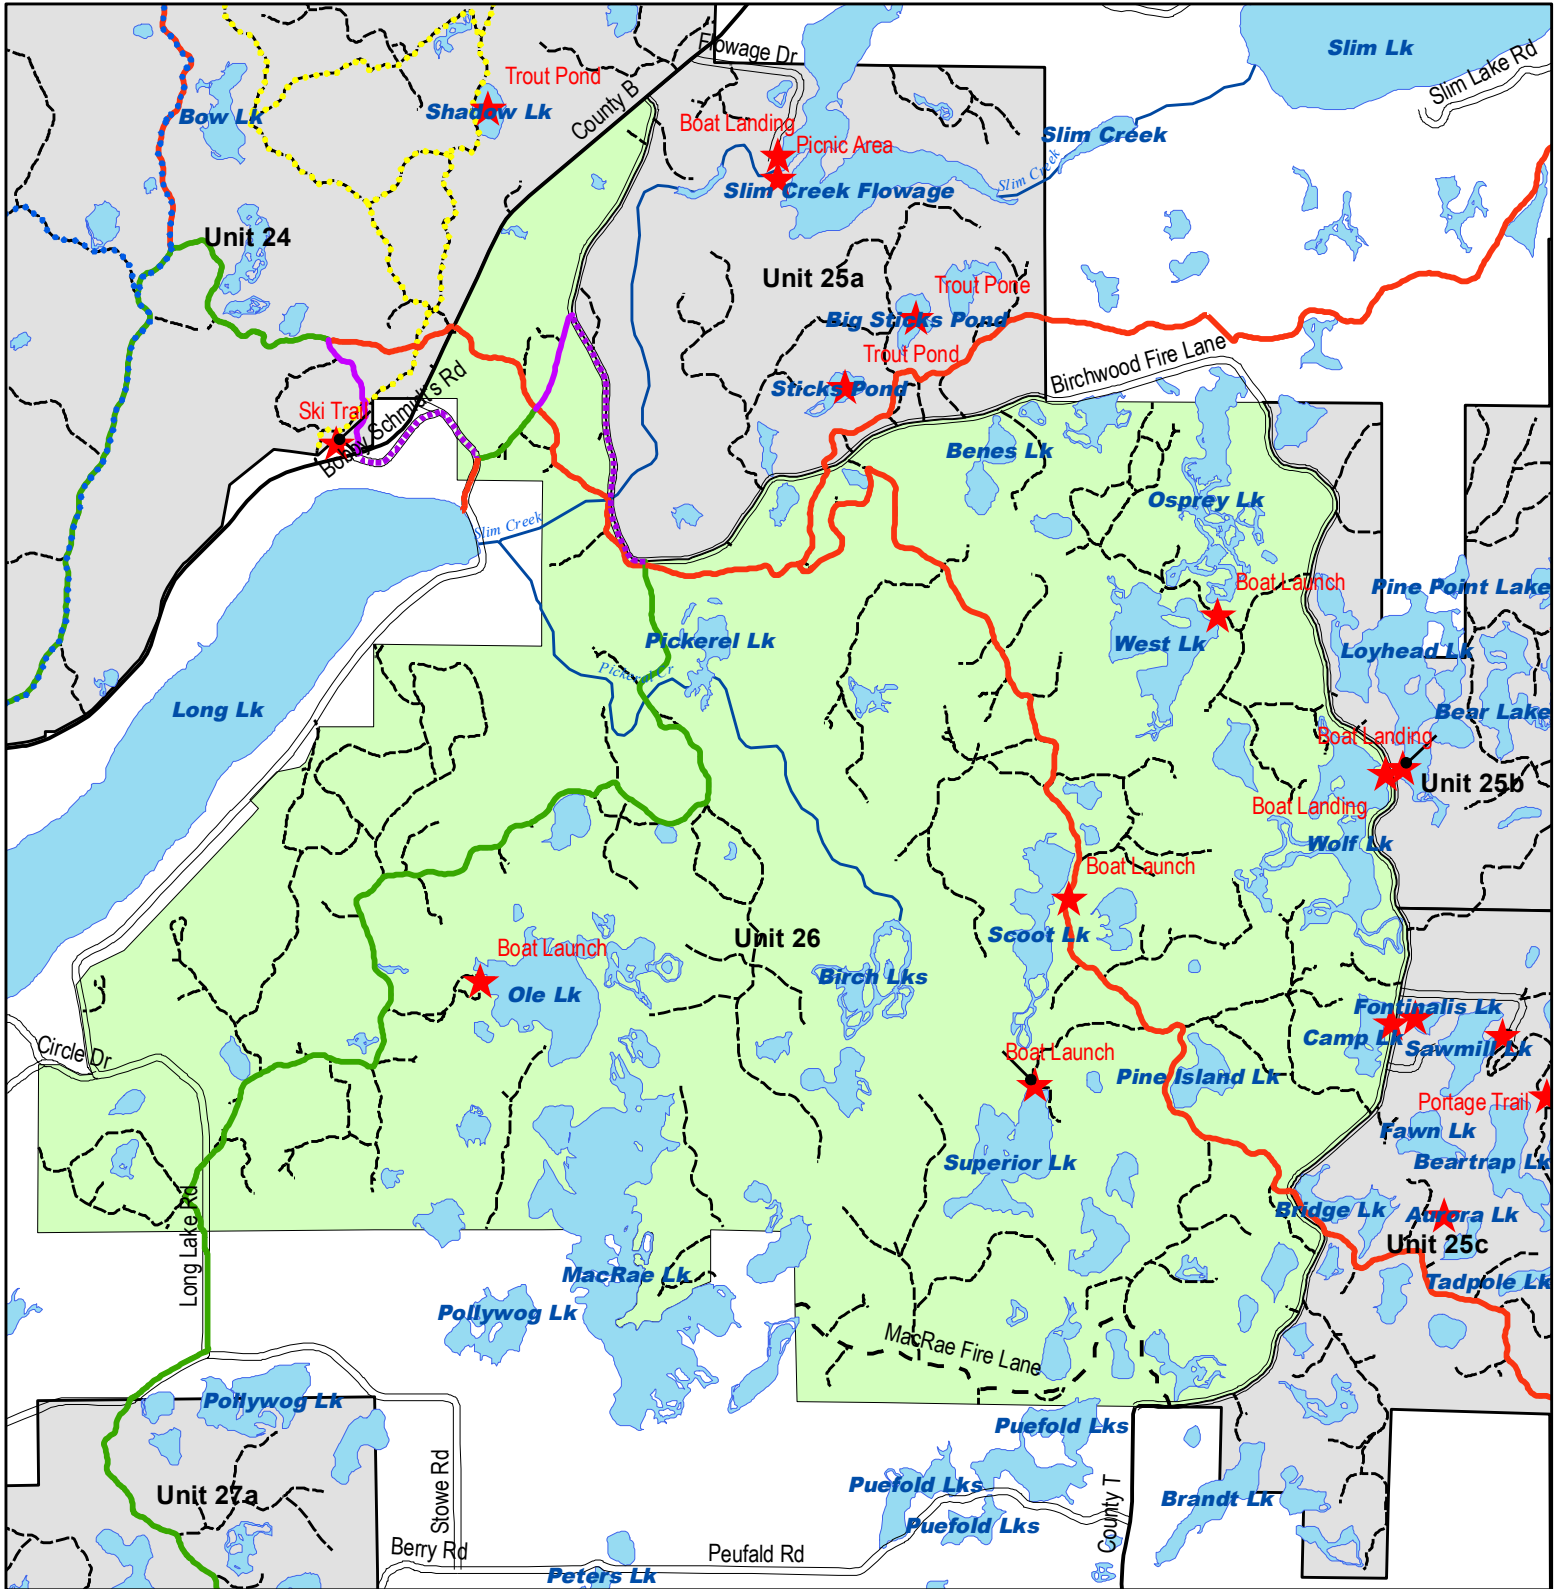 Flowage Dr
Slim Lk
Slim Lake Rd
Trout Pond
Shadow Lk
Bow Lk
County B
Boat Landing
Picnic Area
Slim Creek
Slim Creek
Slim Creek Flowage
Unit 24
Unit 25a
Trout Pone
Big Sticks Pond
Trout Pond
Sticks Pond
Birchwood Fire Lane
Ski Trail
Bobby Schmidt's Rd
Benes Lk
Osprey Lk
Slim Creek
Boat Launch
Pine Point Lake
West Lk
Loyhead Lk
Pickerel Lk
Pickeral Cr
Long Lk
Bear Lake
Boat Landing
Unit 25b
Boat Landing
Wolf Lk
Boat Launch
Scoot Lk
Unit 26
Boat Launch
Ole Lk
Birch Lks
Fontinalis Lk
Camp Lk
Sawmill Lk
Circle Dr
Boat Launch
Pine Island Lk
Portage Trail
Fawn Lk
Beartrap Lk
Superior Lk
Long Lake Rd
Bridge Lk
Aurora Lk
Unit 25c
MacRae Lk
Tadpole Lk
Pollywog Lk
MacRae Fire Lane
Pollywog Lk
Puefold Lks
Puefold Lks
Unit 27a
Stowe Rd
County T
Brandt Lk
Puefold Lks
Berry Rd
Peufald Rd
Peters Lk